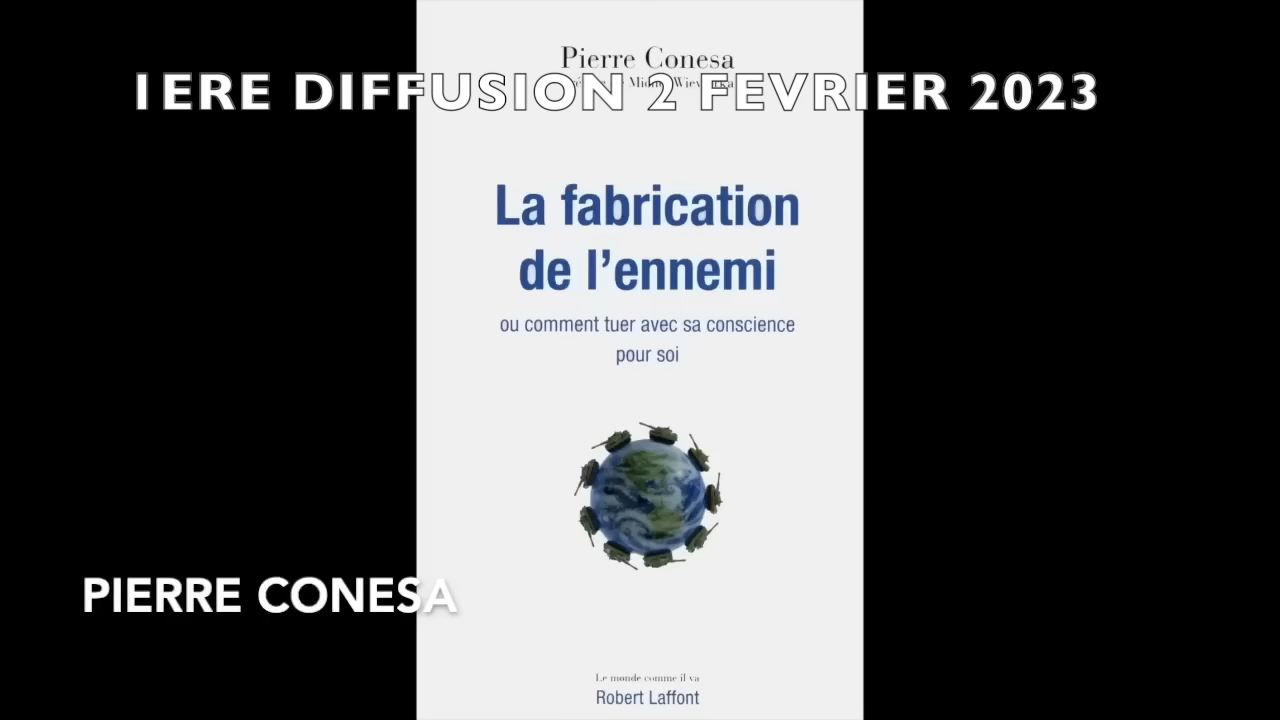 Pierre Conesa
1ERE DIFFUSION 2 FEVRIER 2023
La fabrication
de l’ennemi
ou comment tuer avec sa conscience
pour soi
PIERRE CONESA
Le monde comme il va
Robert Laffont